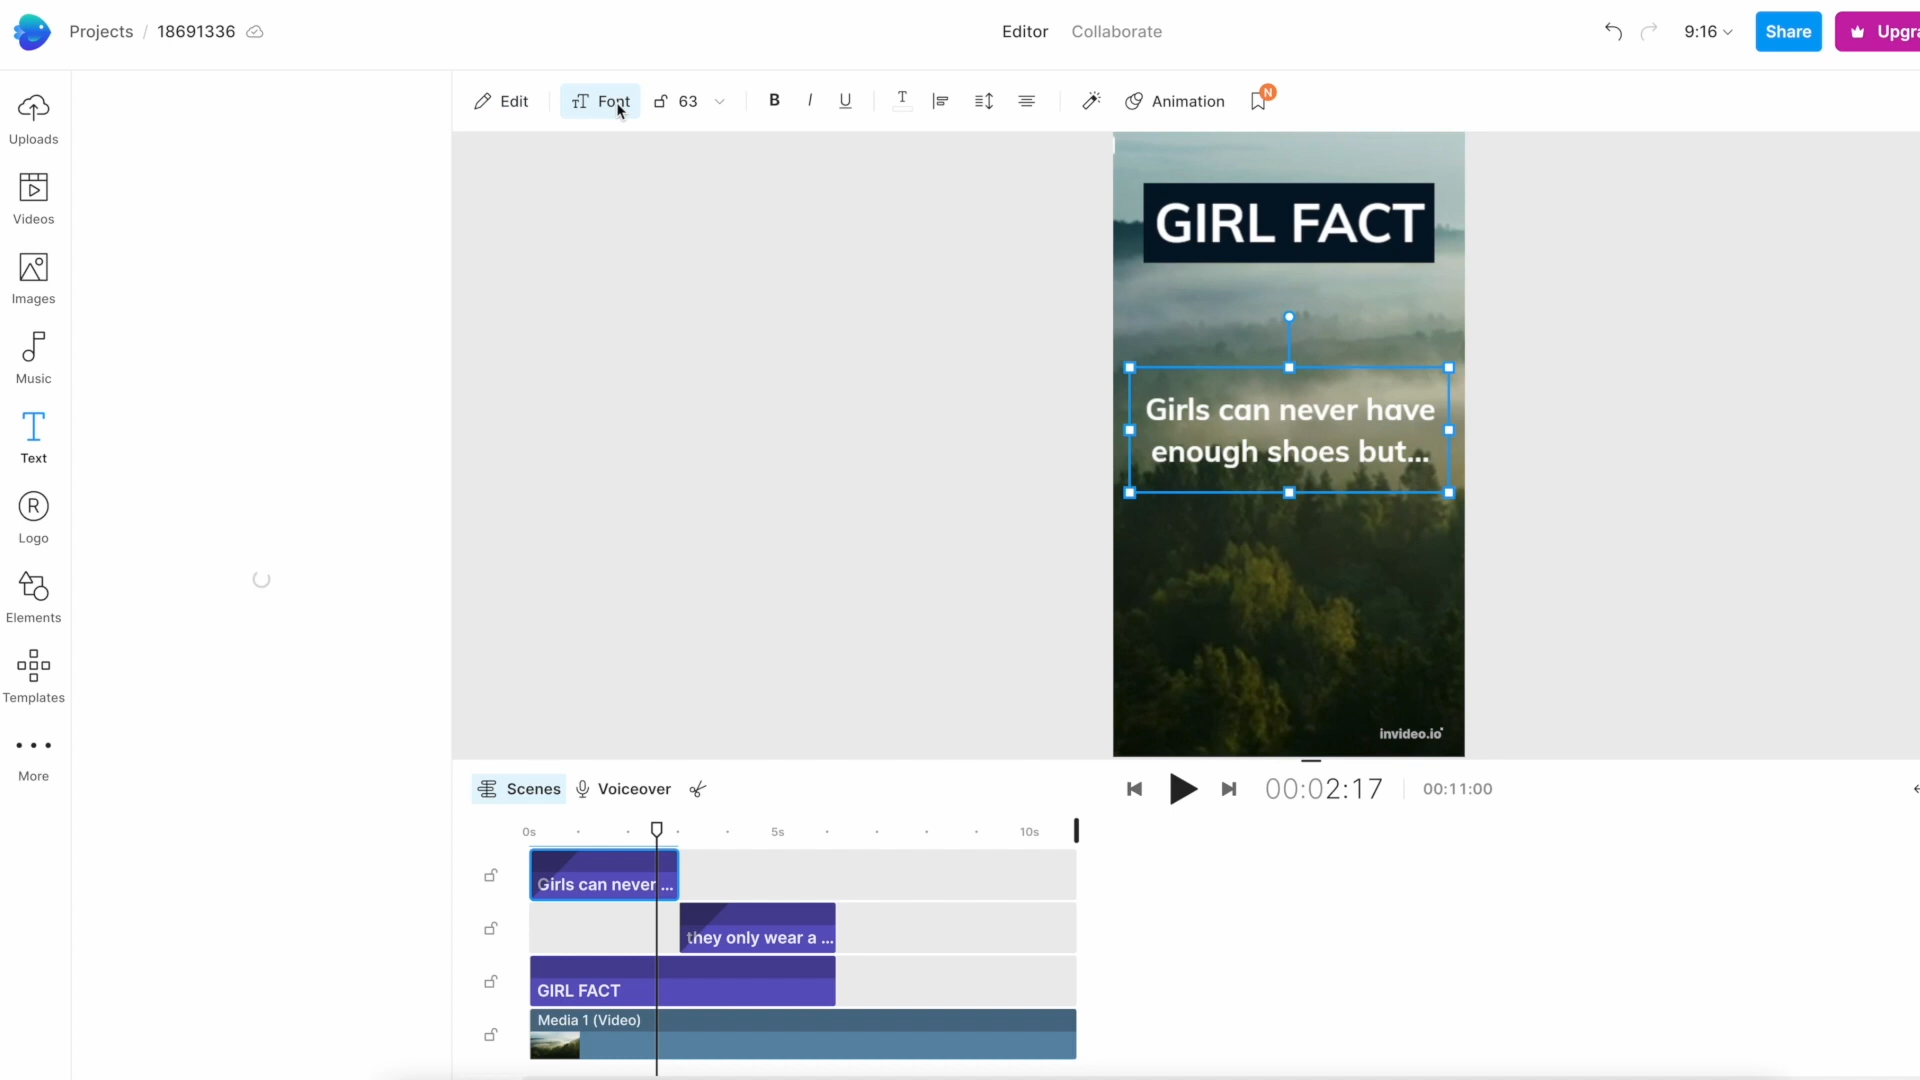 Projects / 18691336
Editor
Collaborate
9:16
Share
Upgra
Uploads
Videos
Images
Music
Text
Logo
Elements
Templates
More
Edit
Font
63
B
I
U
T
Animation
N
GIRL FACT
Girls can never have
enough shoes but...
invideo.io
Scenes
Voiceover
00:02:17
00:11:00
0s
5s
10s
Girls can never ...
they only wear a ...
GIRL FACT
Media 1 (Video)